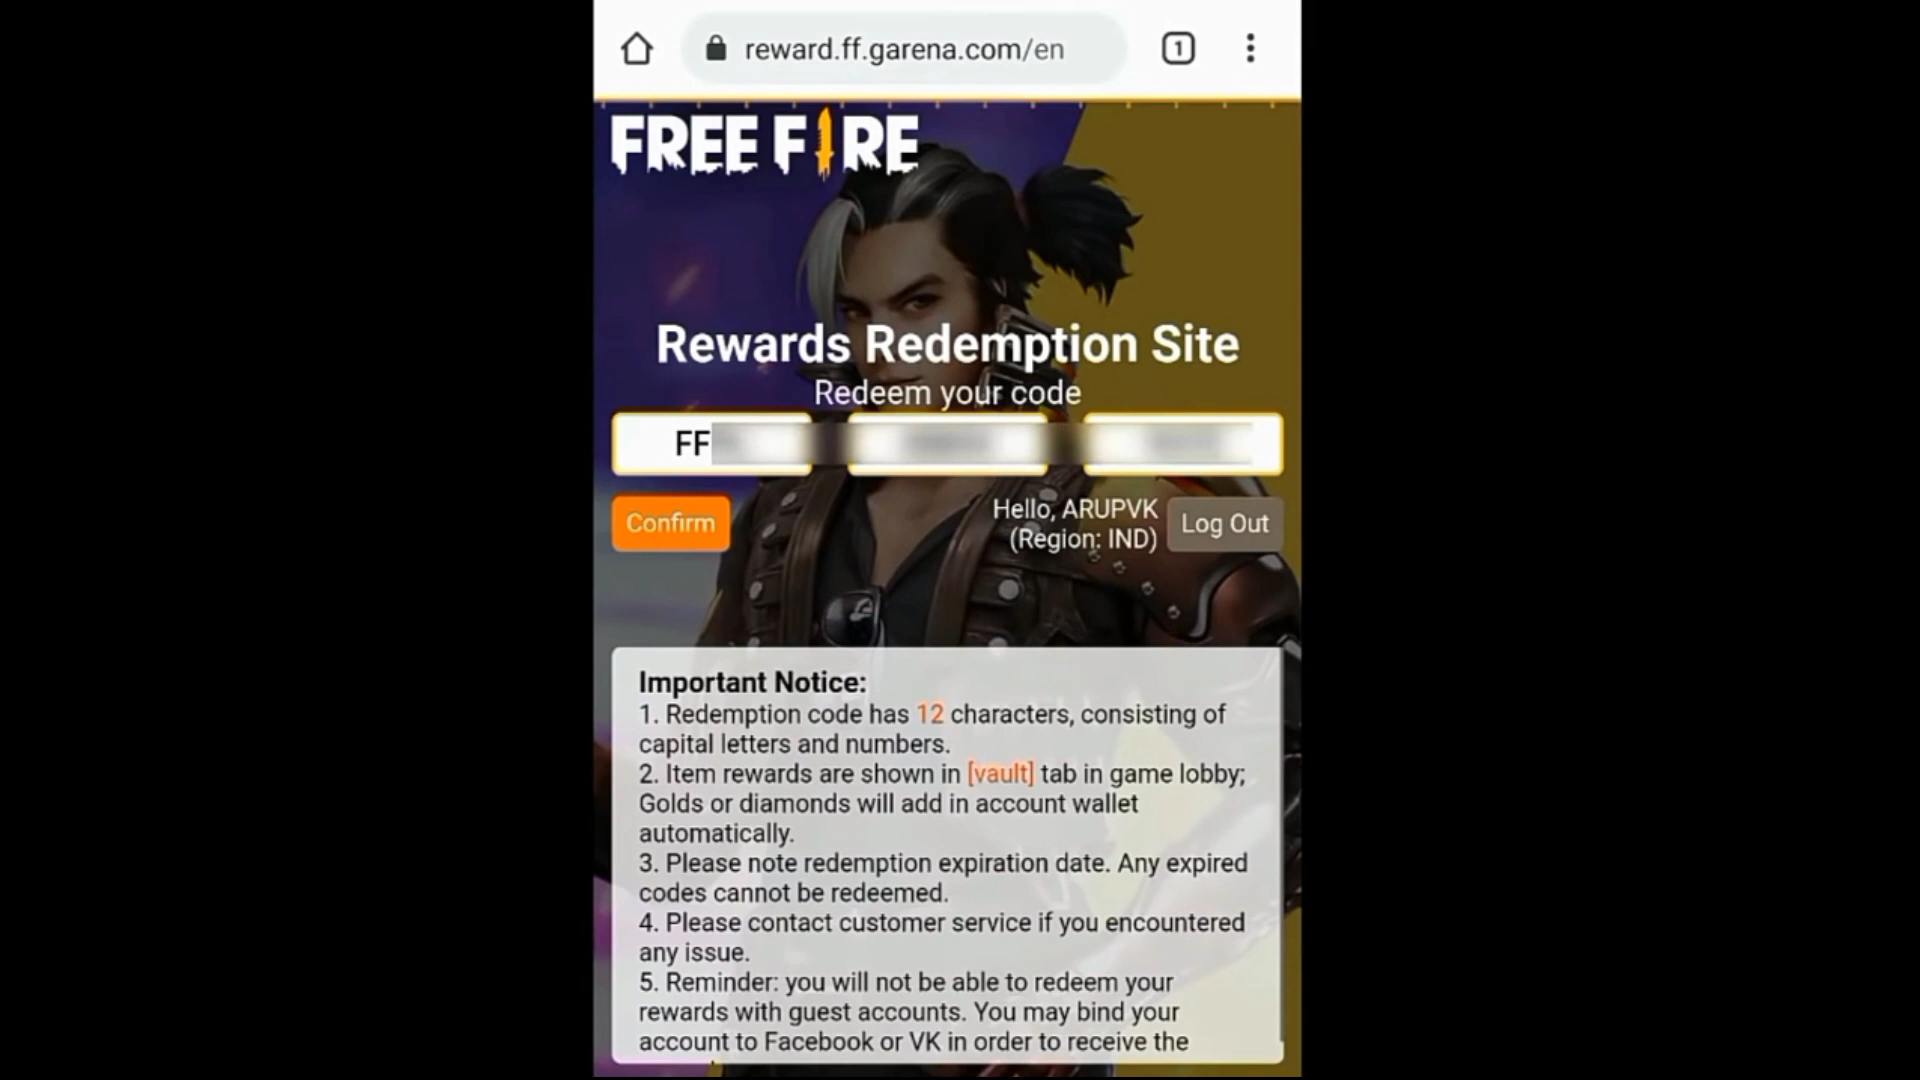 reward.ff.garena.com/en
1
FREE FIRE
Rewards Redemption Site
Redeem your code
FF
Confirm
Hello, ARUPVK
(Region: IND)
Log Out
Important Notice:
1. Redemption code has 12 characters, consisting of
capital letters and numbers.
2. Item rewards are shown in [vault] tab in game lobby;
Golds or diamonds will add in account wallet
automatically.
3. Please note redemption expiration date. Any expired
codes cannot be redeemed.
4. Please contact customer service if you encountered
any issue.
5. Reminder: you will not be able to redeem your
rewards with guest accounts. You may bind your
account to Facebook or VK in order to receive the